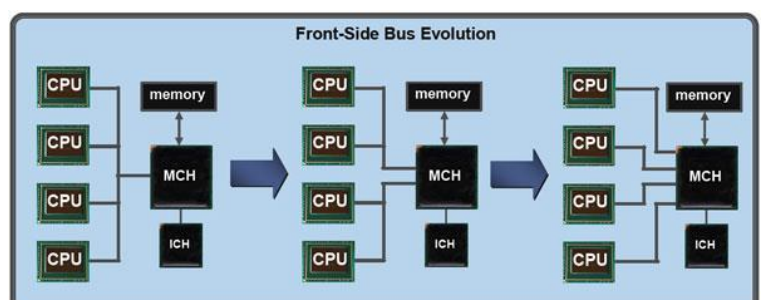 Front-Side Bus Evolution
CPU
CPU
CPU
CPU
memory
MCH
ICH
CPU
CPU
CPU
CPU
memory
MCH
ICH
CPU
CPU
CPU
CPU
memory
MCH
ICH